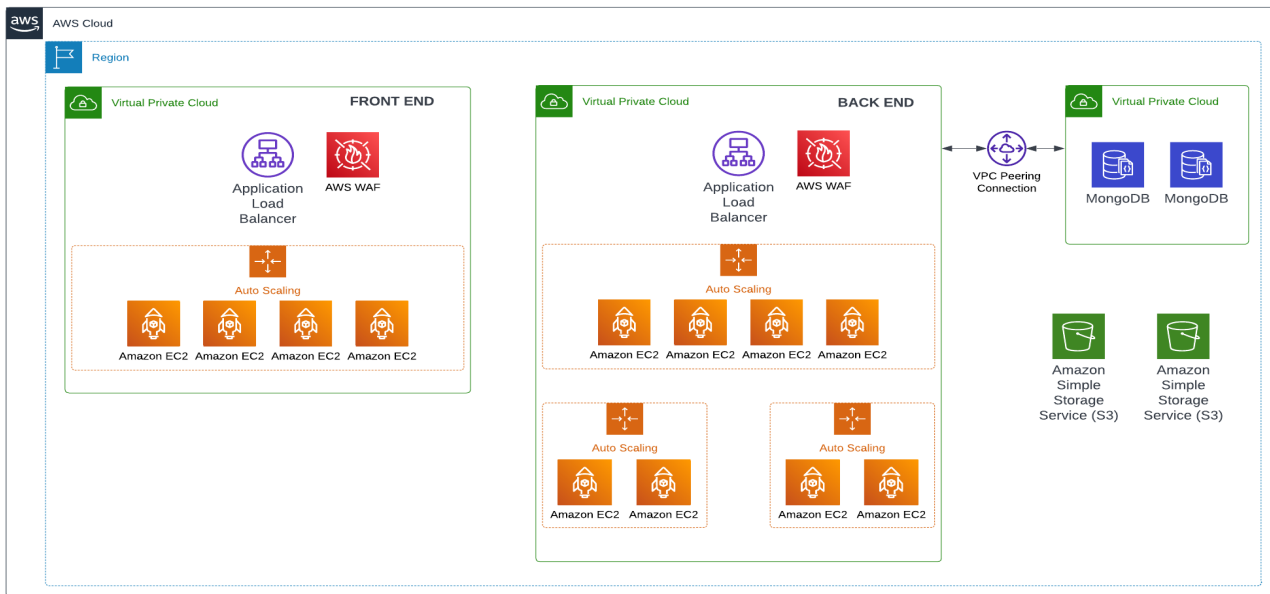 aws
AWS Cloud
Region
Virtual Private Cloud
FRONT END
Application
Load
Balancer
AWS WAF
Auto Scaling
Amazon EC2
Amazon EC2
Amazon EC2
Amazon EC2
Virtual Private Cloud
BACK END
Application
Load
Balancer
AWS WAF
Auto Scaling
Amazon EC2
Amazon EC2
Amazon EC2
Amazon EC2
Auto Scaling
Amazon EC2
Amazon EC2
Auto Scaling
Amazon EC2
Amazon EC2
VPC Peering
Connection
Virtual Private Cloud
MongoDB
MongoDB
Amazon
Simple
Storage
Service (S3)
Amazon
Simple
Storage
Service (S3)